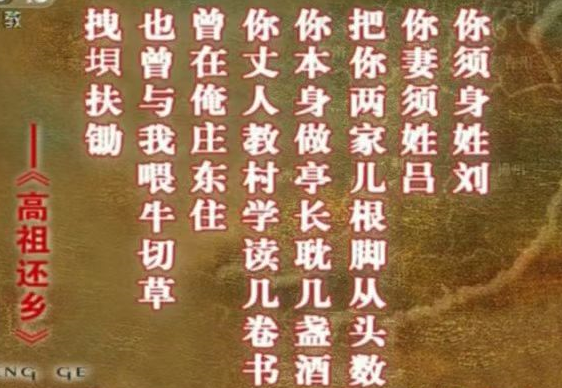 你须身姓刘
你妻须姓吕
把你两家儿根脚从头数
你本身做亭长耽几盏酒
你丈人教村学读几卷书
曾在俺庄东住
也曾与我喂牛切草
拽坝扶锄
——《高祖还乡》
教
NG GE